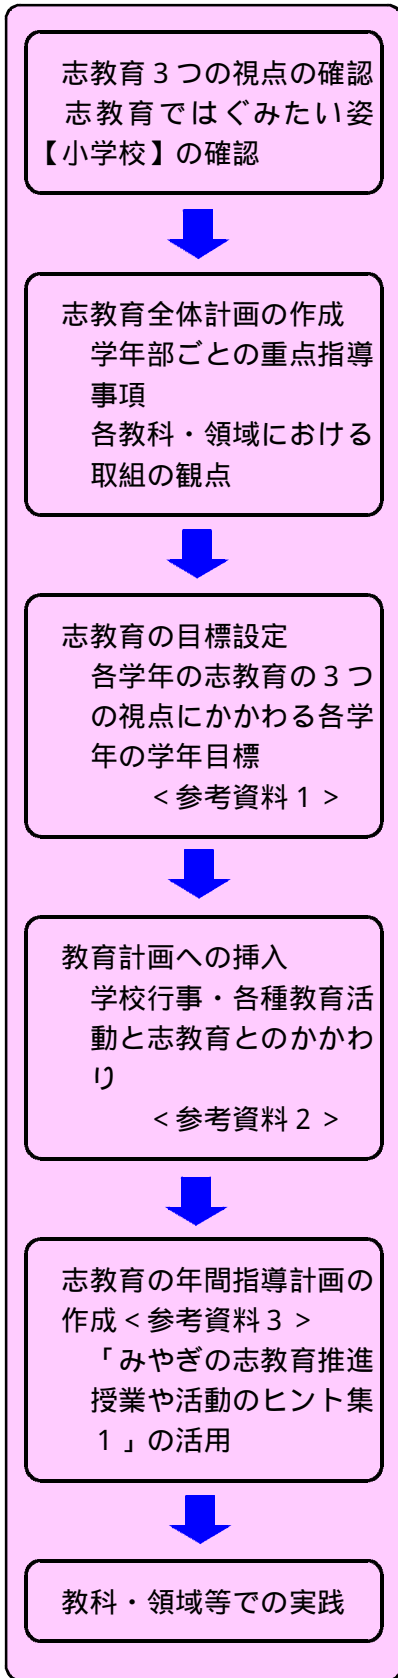 志教育３つの視点の確認
志教育ではぐみたい姿
【小学校】の確認
志教育全体計画の作成
学年部ごとの重点指導
事項
各教科・領域における
取組の観点
志教育の目標設定
各学年の志教育の３つ
の視点にかかわる各学
年の学年目標
＜参考資料１＞
教育計画への挿入
学校行事・各種教育活
動と志教育とのかかわ
り
＜参考資料２＞
志教育の年間指導計画の
作成＜参考資料３＞
「みやぎの志教育推進
授業や活動のヒント集
１」の活用
教科・領域等での実践